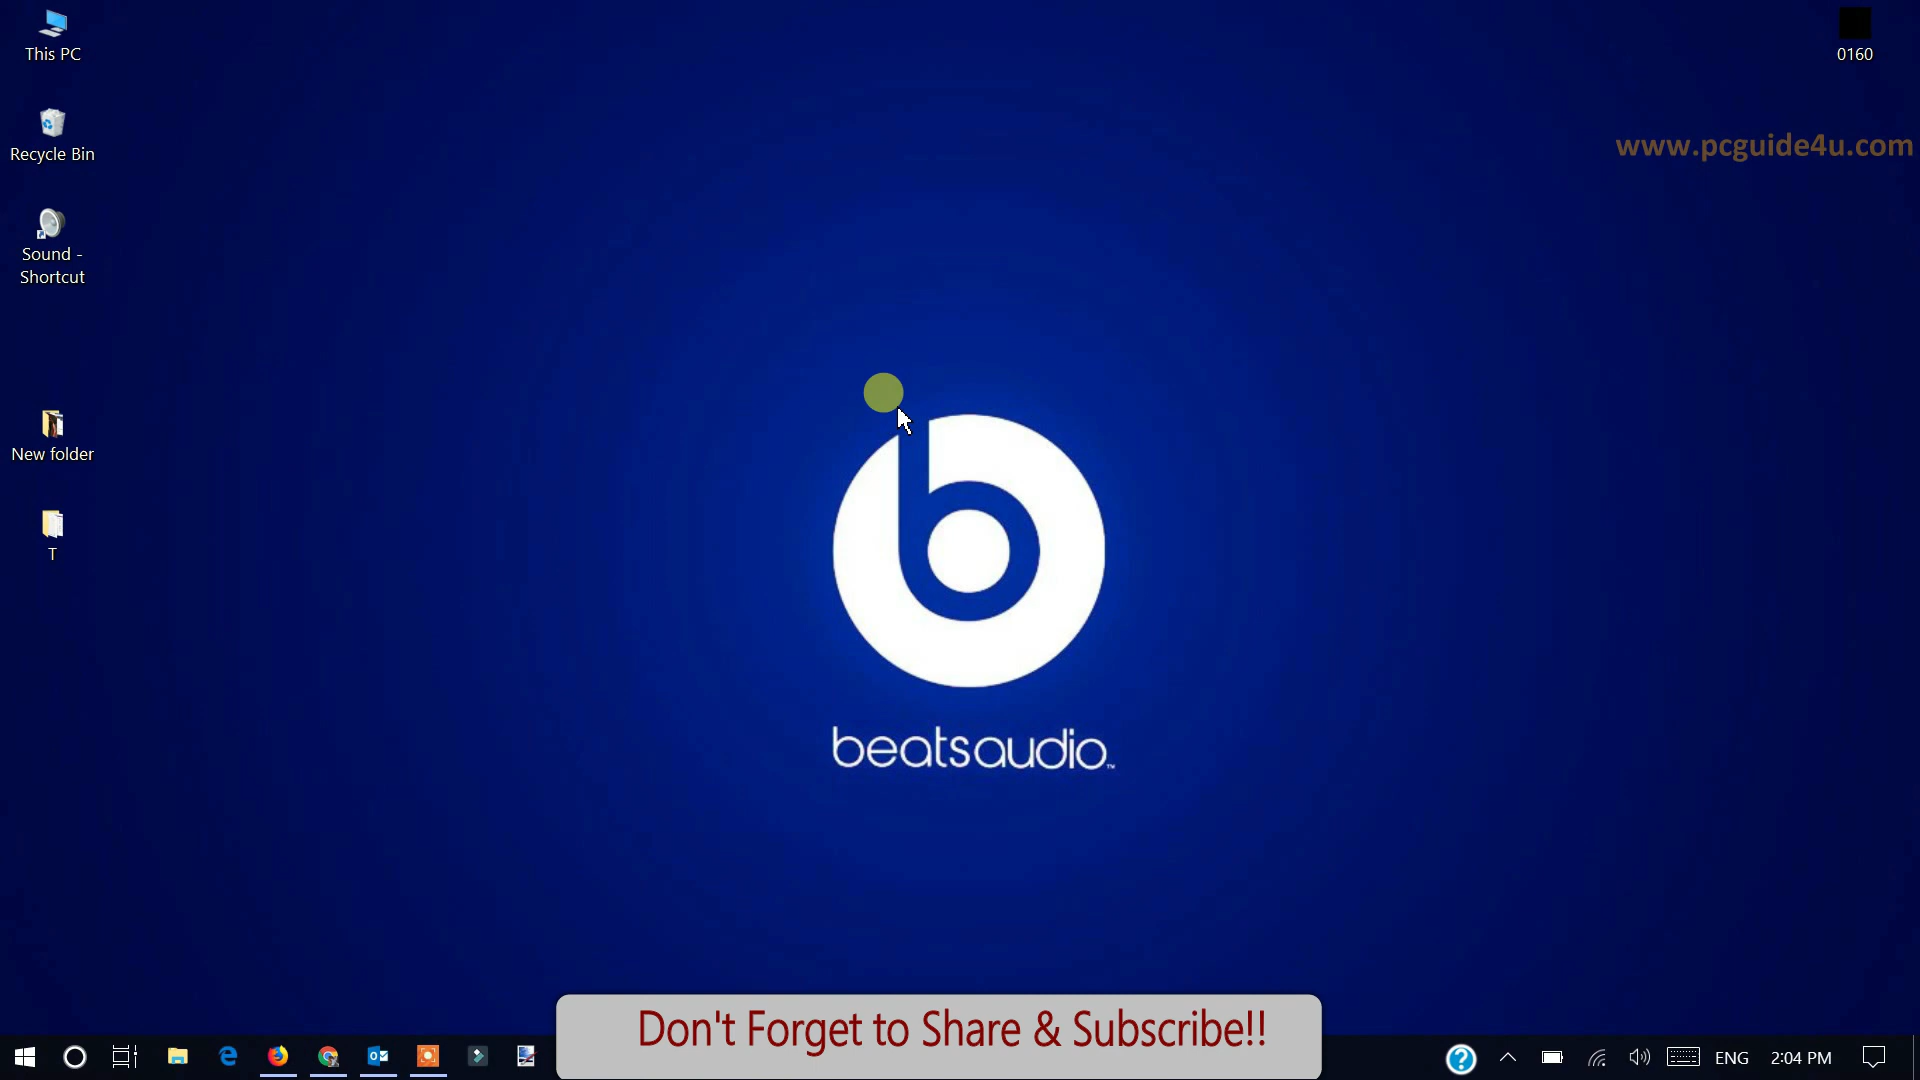 This PC
0160
www.pcguide4u.com
Recycle Bin
Sound -
Shortcut
New folder
T
b
beatsaudio™
Don't Forget to Share & Subscribe!!
ENG
2:04 PM